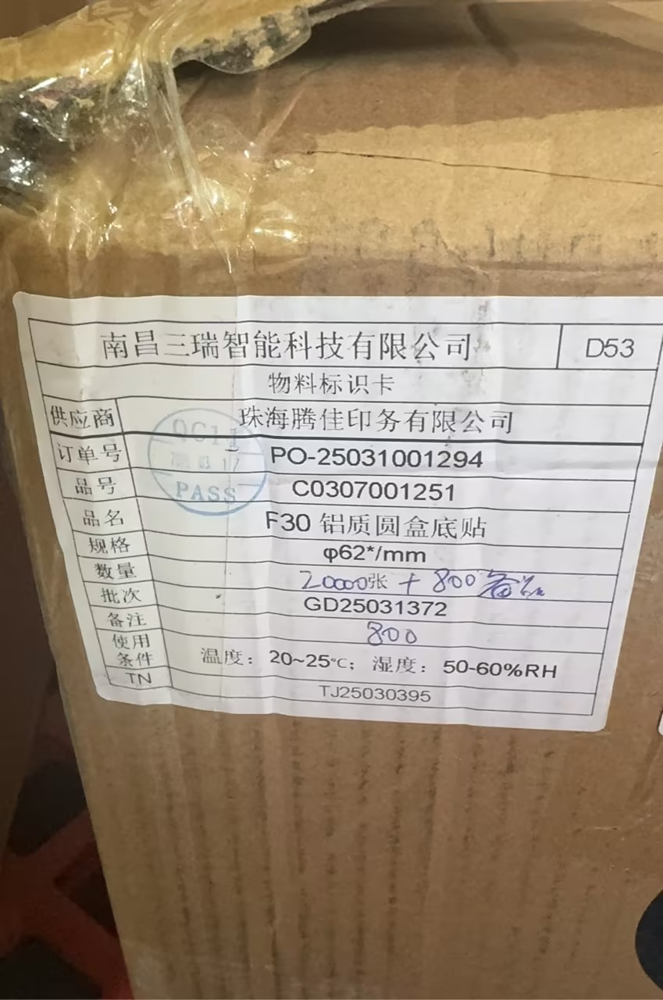 南昌三瑞智能科技有限公司 D53
物料标识卡
供应商 珠海腾佳印务有限公司
订单号 PO-25031001294
品号 C0307001251
品名 F30 铝质圆盒底贴
规格 φ62*/mm
数量 20000张 + 800备品
批次 GD25031372
备注 800
使用条件 温度：20~25℃；湿度：50-60%RH
TN TJ25030395
QC11
03 17
PASS